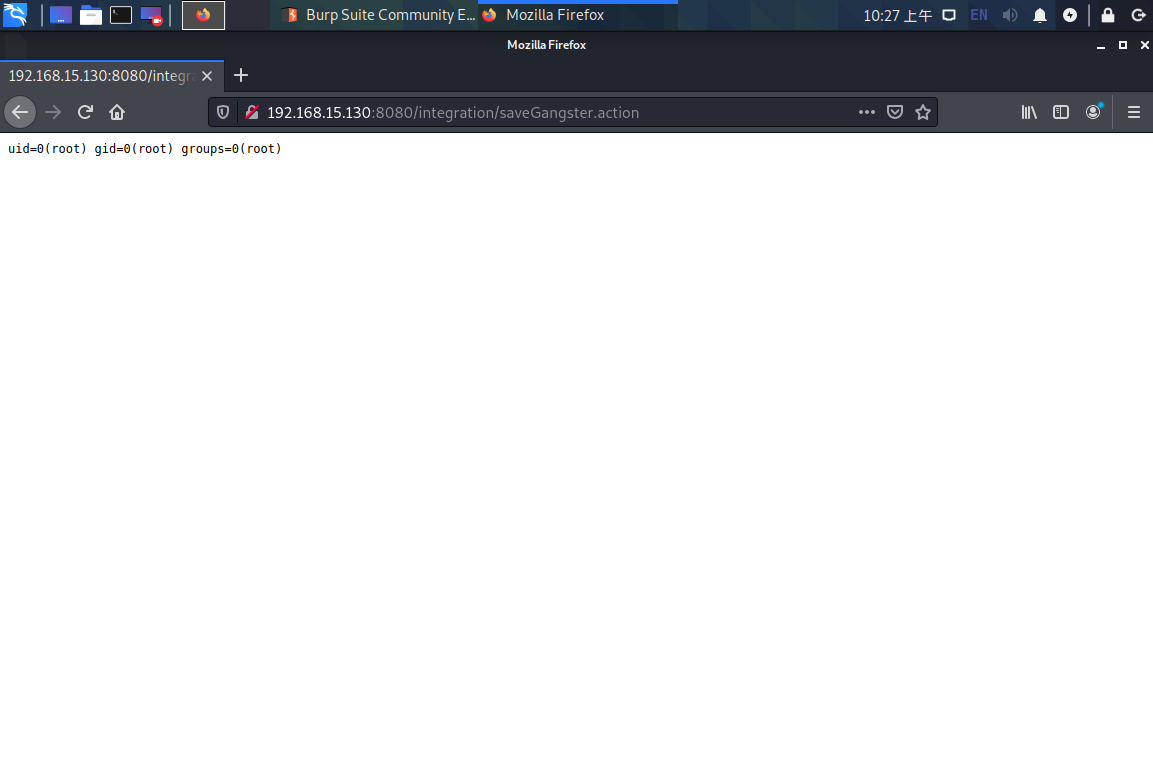 Burp Suite Community E... Mozilla Firefox 10:27 上午 EN
Mozilla Firefox
192.168.15.130:8080/integr
192.168.15.130:8080/integration/saveGangster.action
uid=0(root) gid=0(root) groups=0(root)